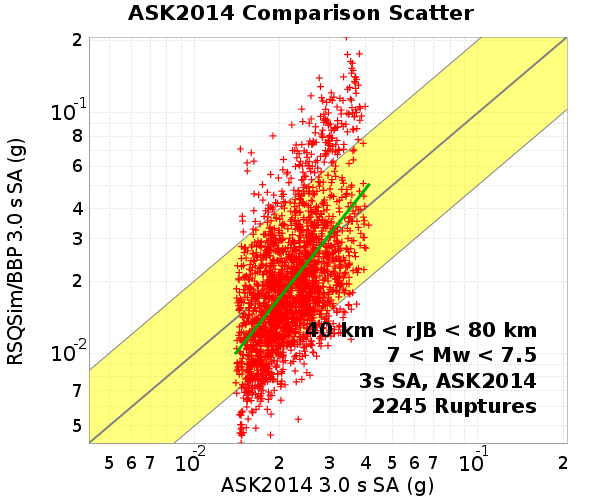 ASK2014 Comparison Scatter
RSQSim/BBP 3.0 s SA (g)
2
10-1
8
6
4
3
2
10-2
7
5
40 km < rJB < 80 km
7 < Mw < 7.5
3s SA, ASK2014
2245 Ruptures
5 6 7 10-2 2 3 4 5 6 7 10-1 2
ASK2014 3.0 s SA (g)